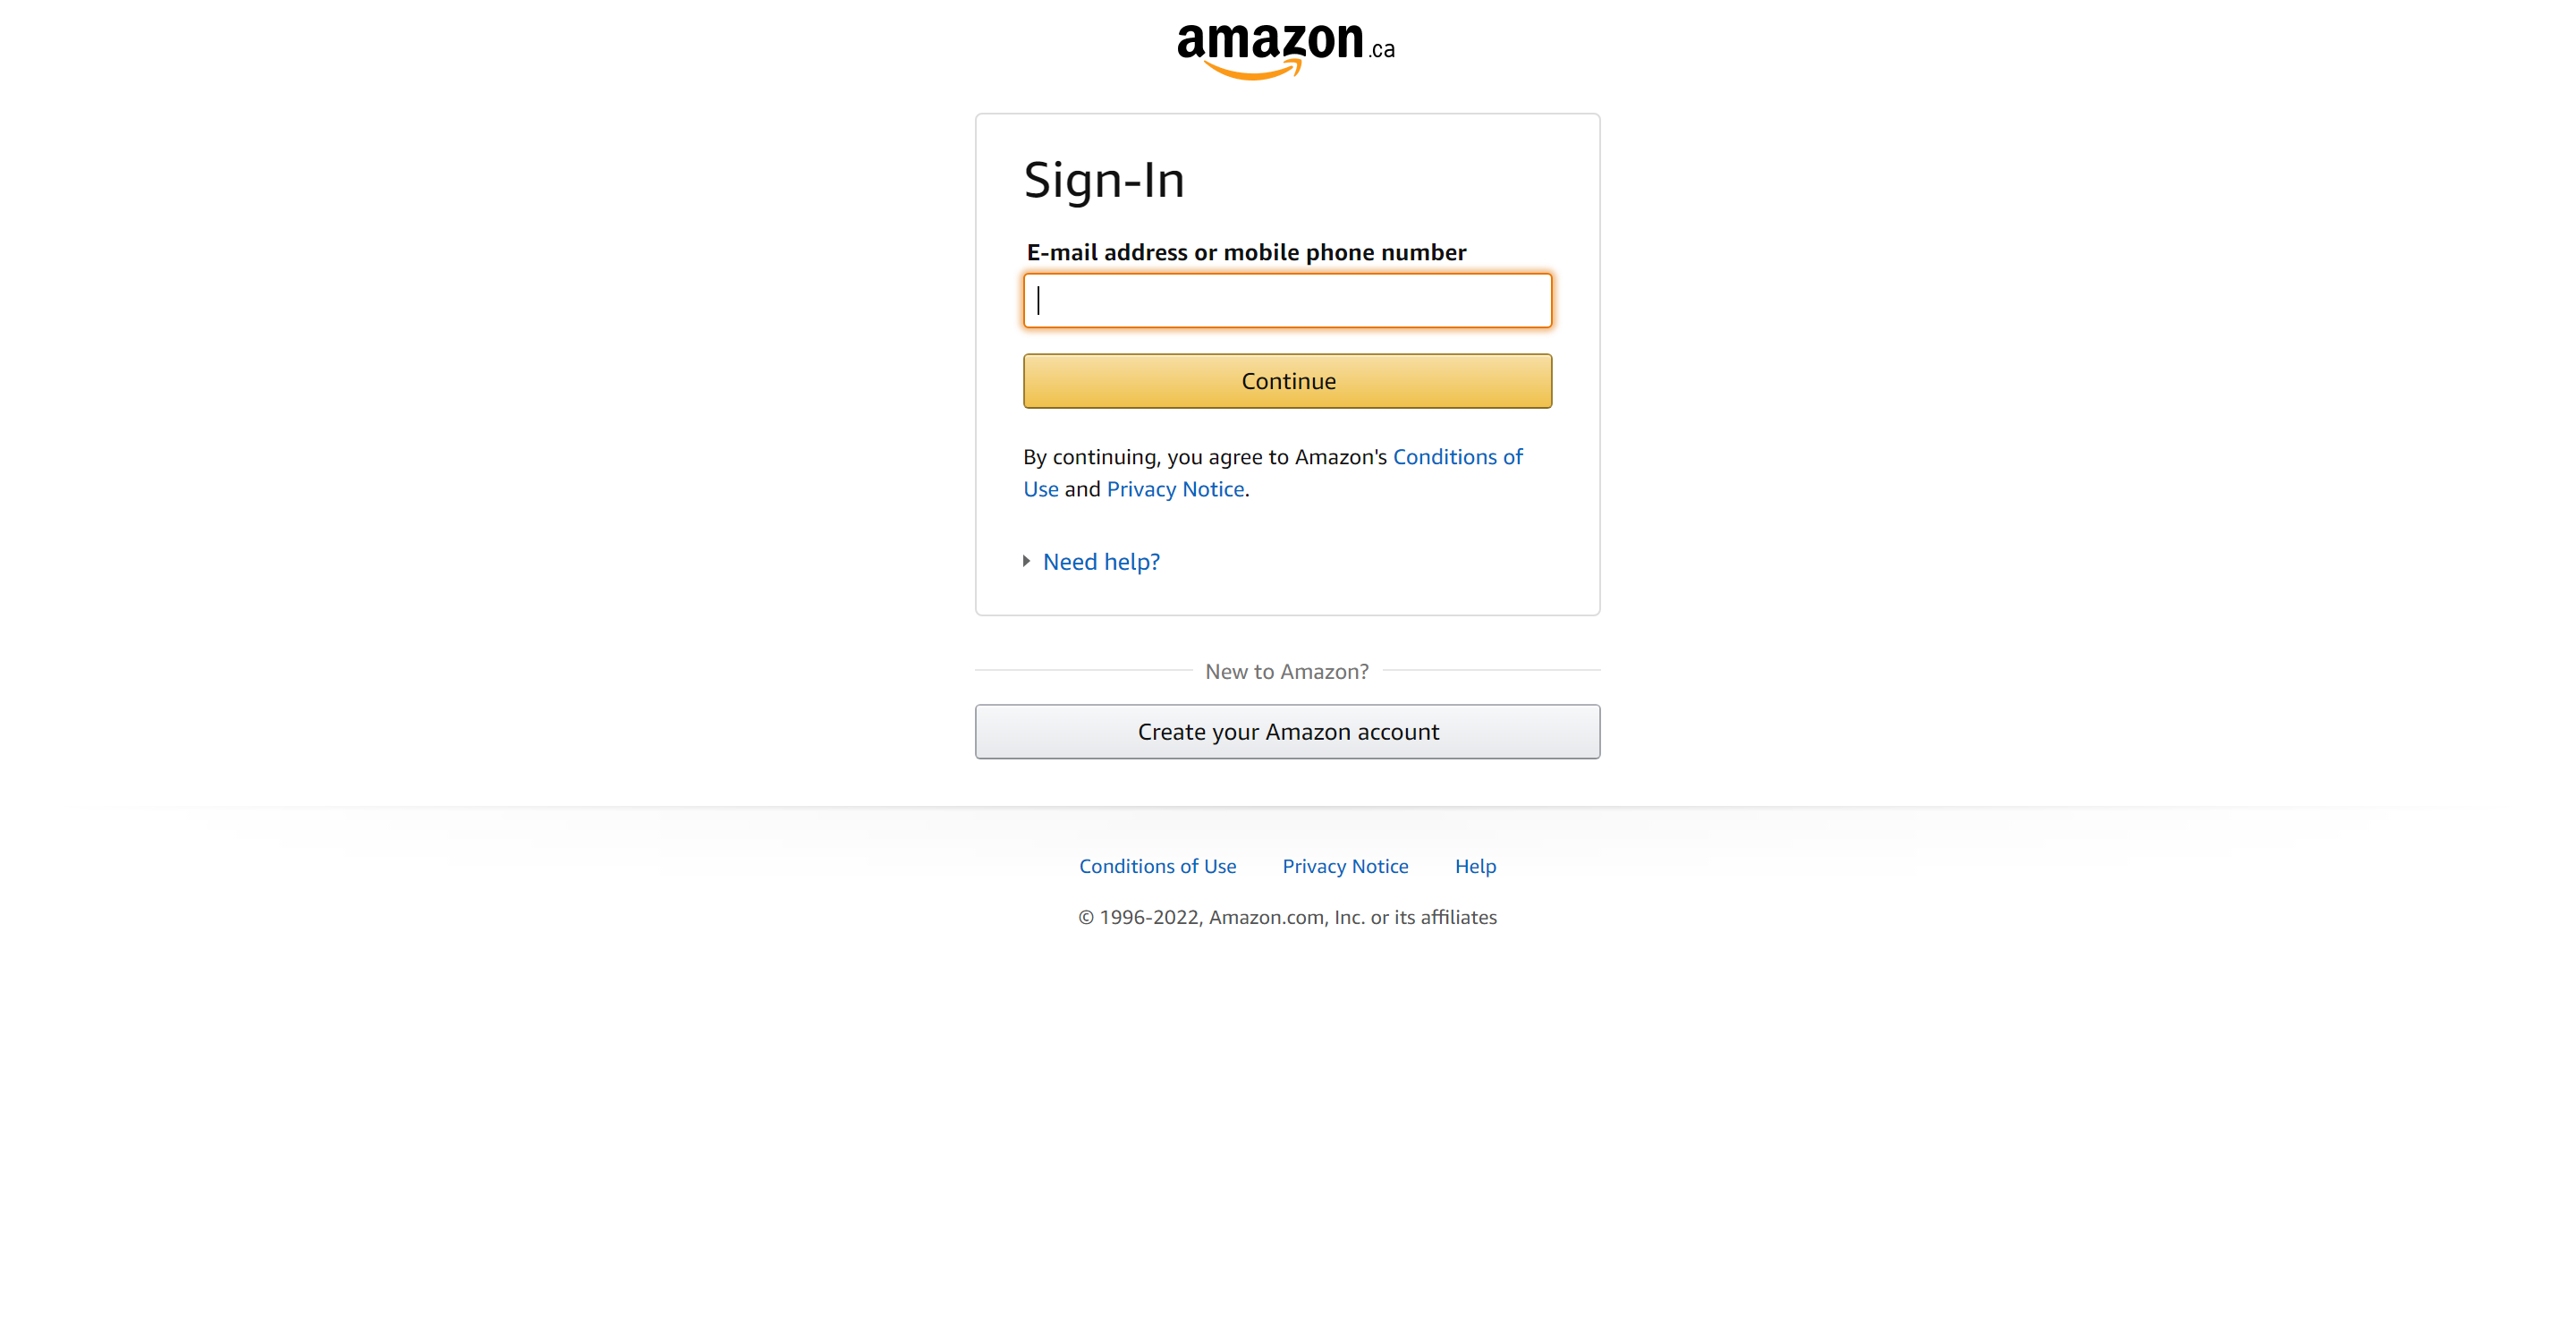 amazon.ca
Sign-In
E-mail address or mobile phone number
Continue
By continuing, you agree to Amazon's Conditions of
Use and Privacy Notice.
Need help?
New to Amazon?
Create your Amazon account
Conditions of Use Privacy Notice Help
© 1996-2022, Amazon.com, Inc. or its affiliates